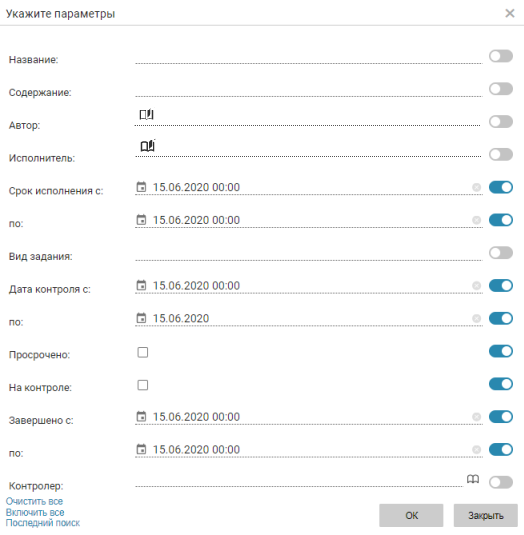 Укажите параметры
Название:
Содержание:
Автор:
Исполнитель:
Срок исполнения с: 15.06.2020 00:00
по: 15.06.2020 00:00
Вид задания:
Дата контроля с: 15.06.2020 00:00
по: 15.06.2020
Просрочено:
На контроле:
Завершено с: 15.06.2020 00:00
по: 15.06.2020 00:00
Контролер:
Очистить все
Включить все
Последний поиск
ОК Закрыть